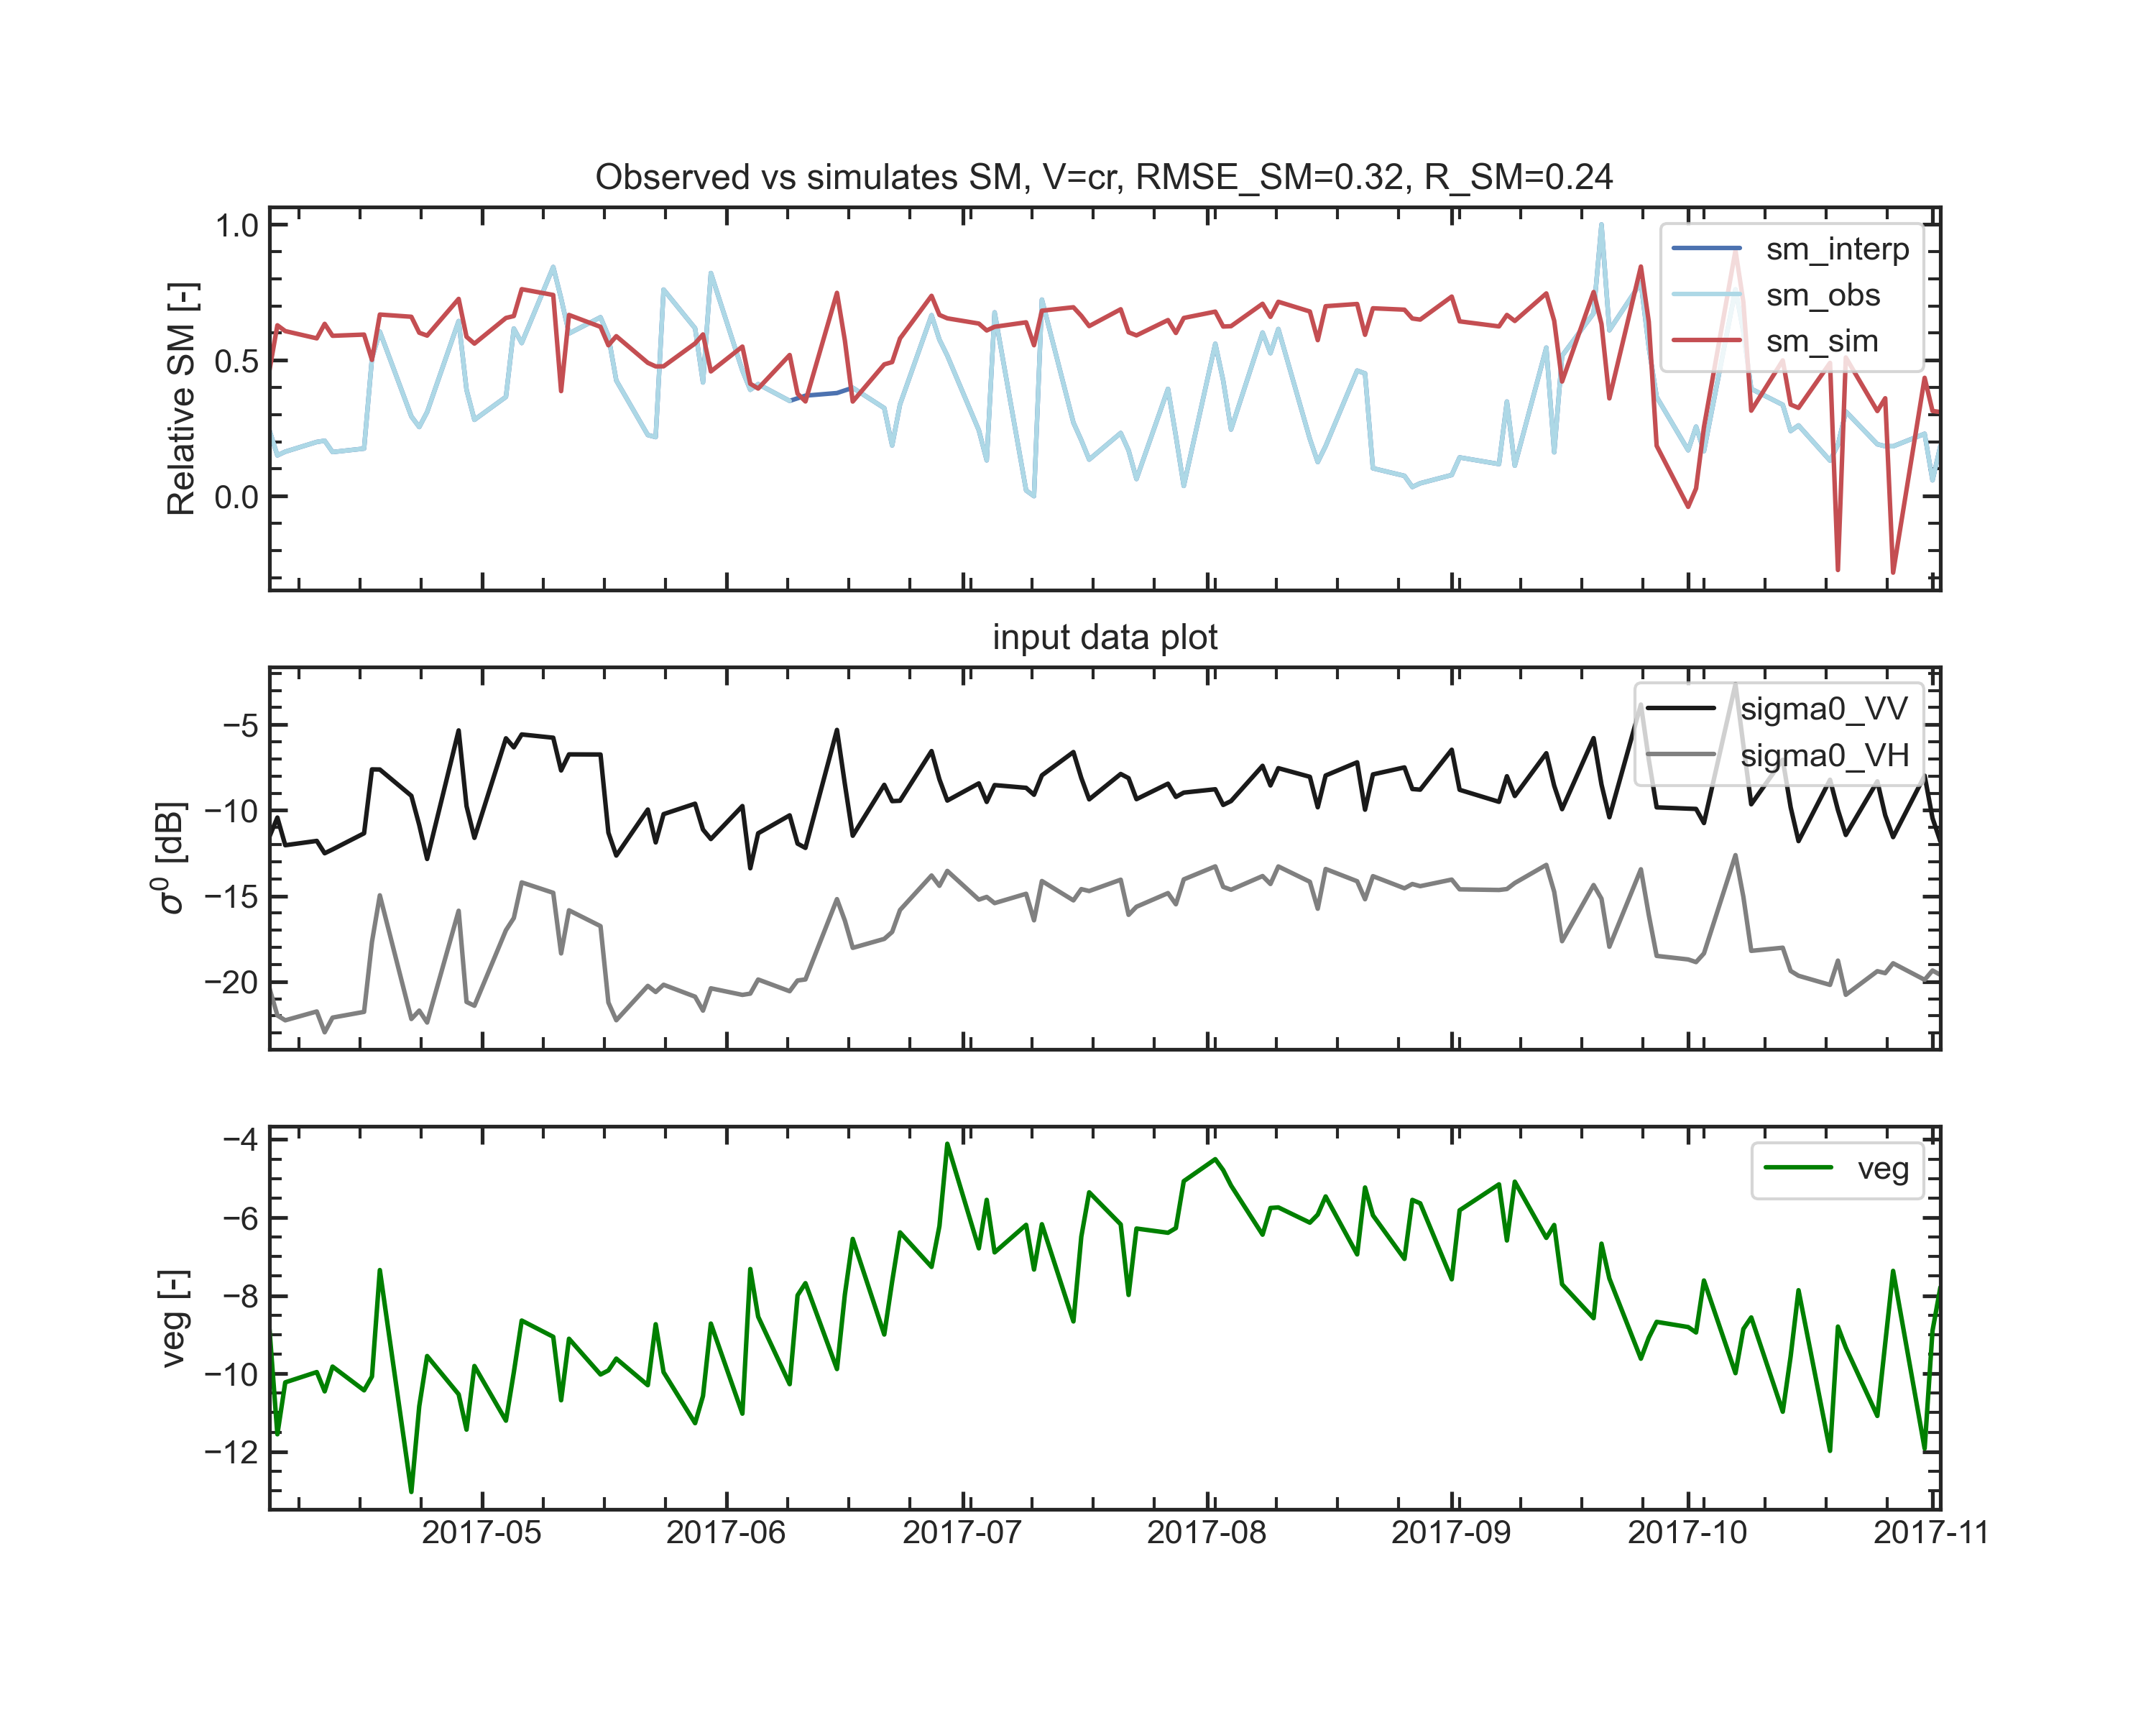 Observed vs simulates SM, V=cr, RMSE_SM=0.32, R_SM=0.24
Relative SM [-]
1.0
0.5
0.0
sm_interp
sm_obs
sm_sim
input data plot
σ⁰ [dB]
−5
−10
−15
−20
sigma0_VV
sigma0_VH
veg [-]
−4
−6
−8
−10
−12
veg
2017-05 2017-06 2017-07 2017-08 2017-09 2017-10 2017-11